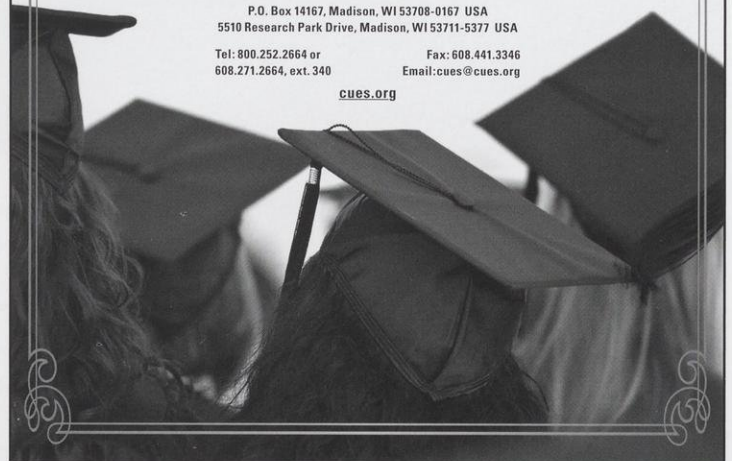 P.O. Box 14167, Madison, WI 53708-0167 USA
5510 Research Park Drive, Madison, WI 53711-5377 USA
Tel: 800.252.2664 or
608.271.2664, ext. 340
Fax: 608.441.3346
Email:cues@cues.org
cues.org